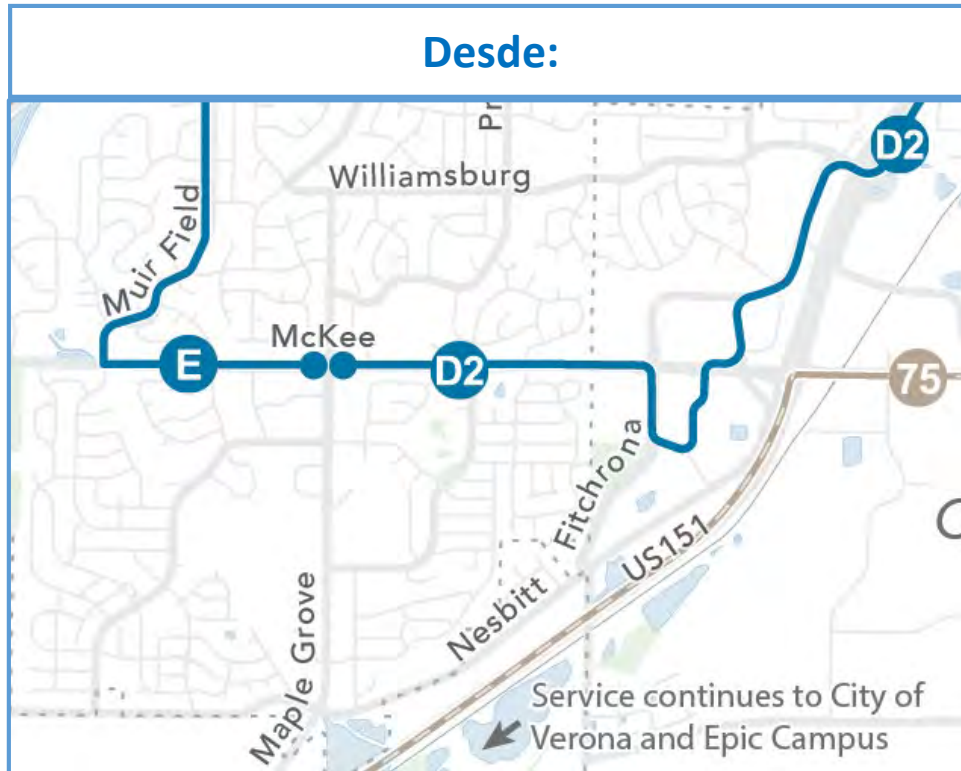 Desde:
Pr
D2
Williamsburg
Muir Field
McKee
E
D2
75
Fitchrona
US151
Nesbitt
Maple Grove
C
Service continues to City of
Verona and Epic Campus